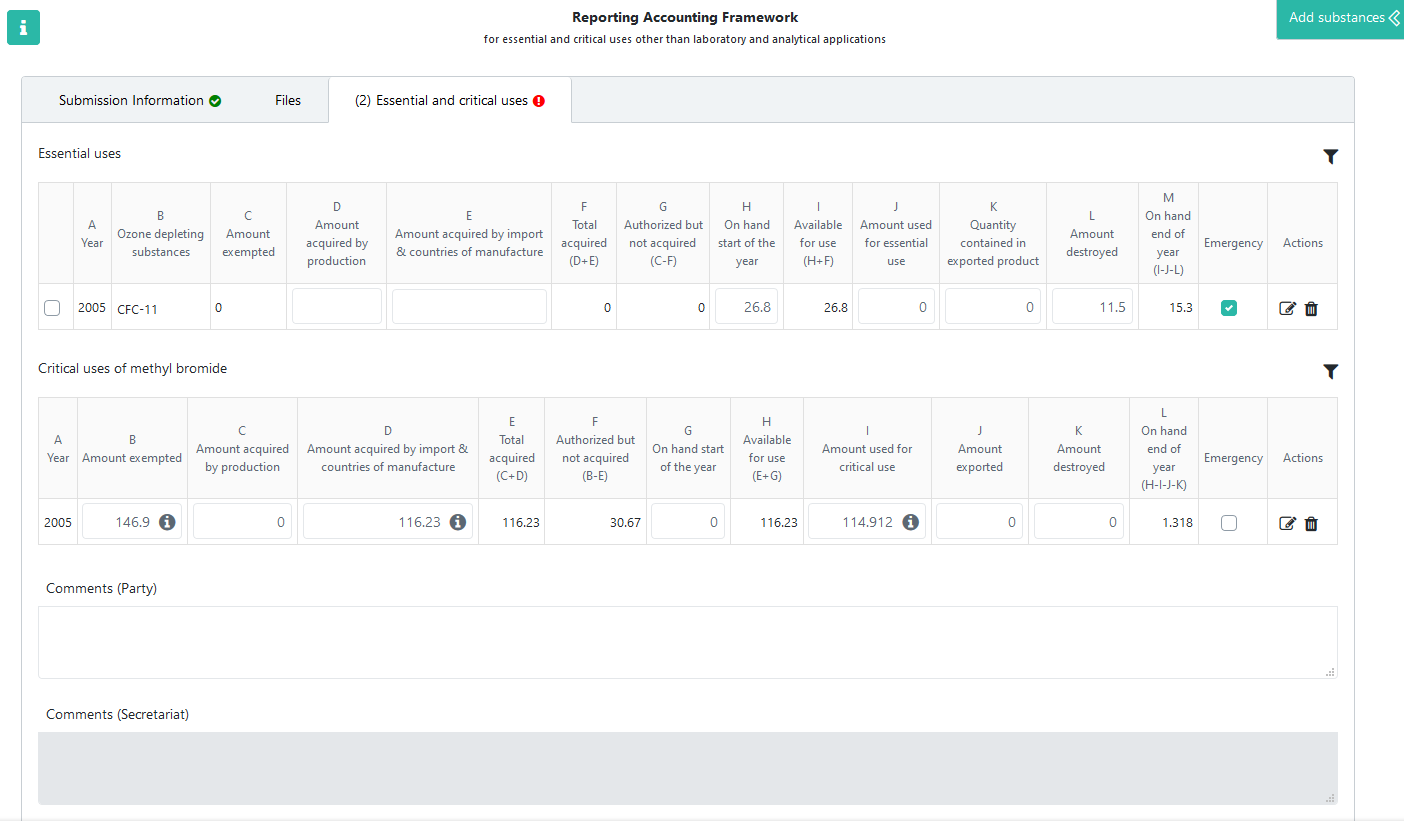 Reporting Accounting Framework
for essential and critical uses other than laboratory and analytical applications
Add substances
Submission Information
Files
(2) Essential and critical uses
Essential uses
A
Year
B
Ozone depleting
substances
C
Amount
exempted
D
Amount
acquired by
production
E
Amount acquired by import
& countries of manufacture
F
Total
acquired
(D+E)
G
Authorized but
not acquired
(C-F)
H
On hand
start of the
year
I
Available
for use
(H+F)
J
Amount used
for essential
use
K
Quantity
contained in
exported product
L
Amount
destroyed
M
On hand
end of
year
(I-J-L)
Emergency
Actions
2005 CFC-11 0 0 0 26.8 26.8 0 0 11.5 15.3
Critical uses of methyl bromide
A
Year
B
Amount exempted
C
Amount acquired
by production
D
Amount acquired by import &
countries of manufacture
E
Total
acquired
(C+D)
F
Authorized but
not acquired
(B-E)
G
On hand start
of the year
H
Available
for use
(E+G)
I
Amount used for
critical use
J
Amount
exported
K
Amount
destroyed
L
On hand
end of
year
(H-I-J-K)
Emergency
Actions
2005 146.9 0 116.23 116.23 30.67 0 116.23 114.912 0 0 1.318
Comments (Party)
Comments (Secretariat)